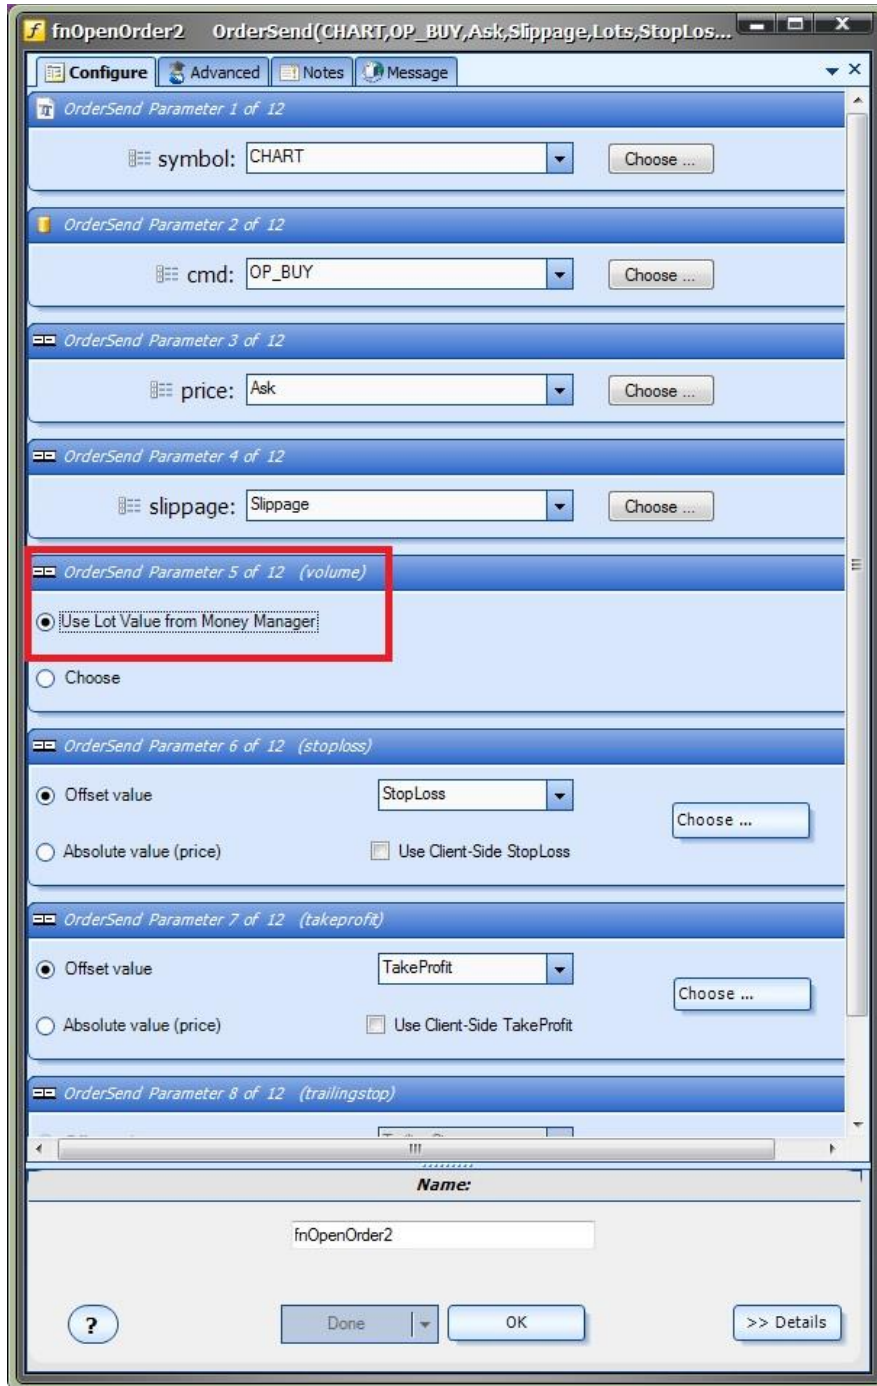 fnOpenOrder2 OrderSend(CHART,OP_BUY,Ask,Slippage,Lots,StopLos...
Configure Advanced Notes Message
OrderSend Parameter 1 of 12
symbol: CHART Choose ...
OrderSend Parameter 2 of 12
cmd: OP_BUY Choose ...
OrderSend Parameter 3 of 12
price: Ask Choose ...
OrderSend Parameter 4 of 12
slippage: Slippage Choose ...
OrderSend Parameter 5 of 12 (volume)
Use Lot Value from Money Manager
Choose
OrderSend Parameter 6 of 12 (stoploss)
Offset value StopLoss
Choose ...
Absolute value (price) Use Client-Side StopLoss
OrderSend Parameter 7 of 12 (takeprofit)
Offset value TakeProfit
Choose ...
Absolute value (price) Use Client-Side TakeProfit
OrderSend Parameter 8 of 12 (trailingstop)
Name:
fnOpenOrder2
? Done OK >> Details